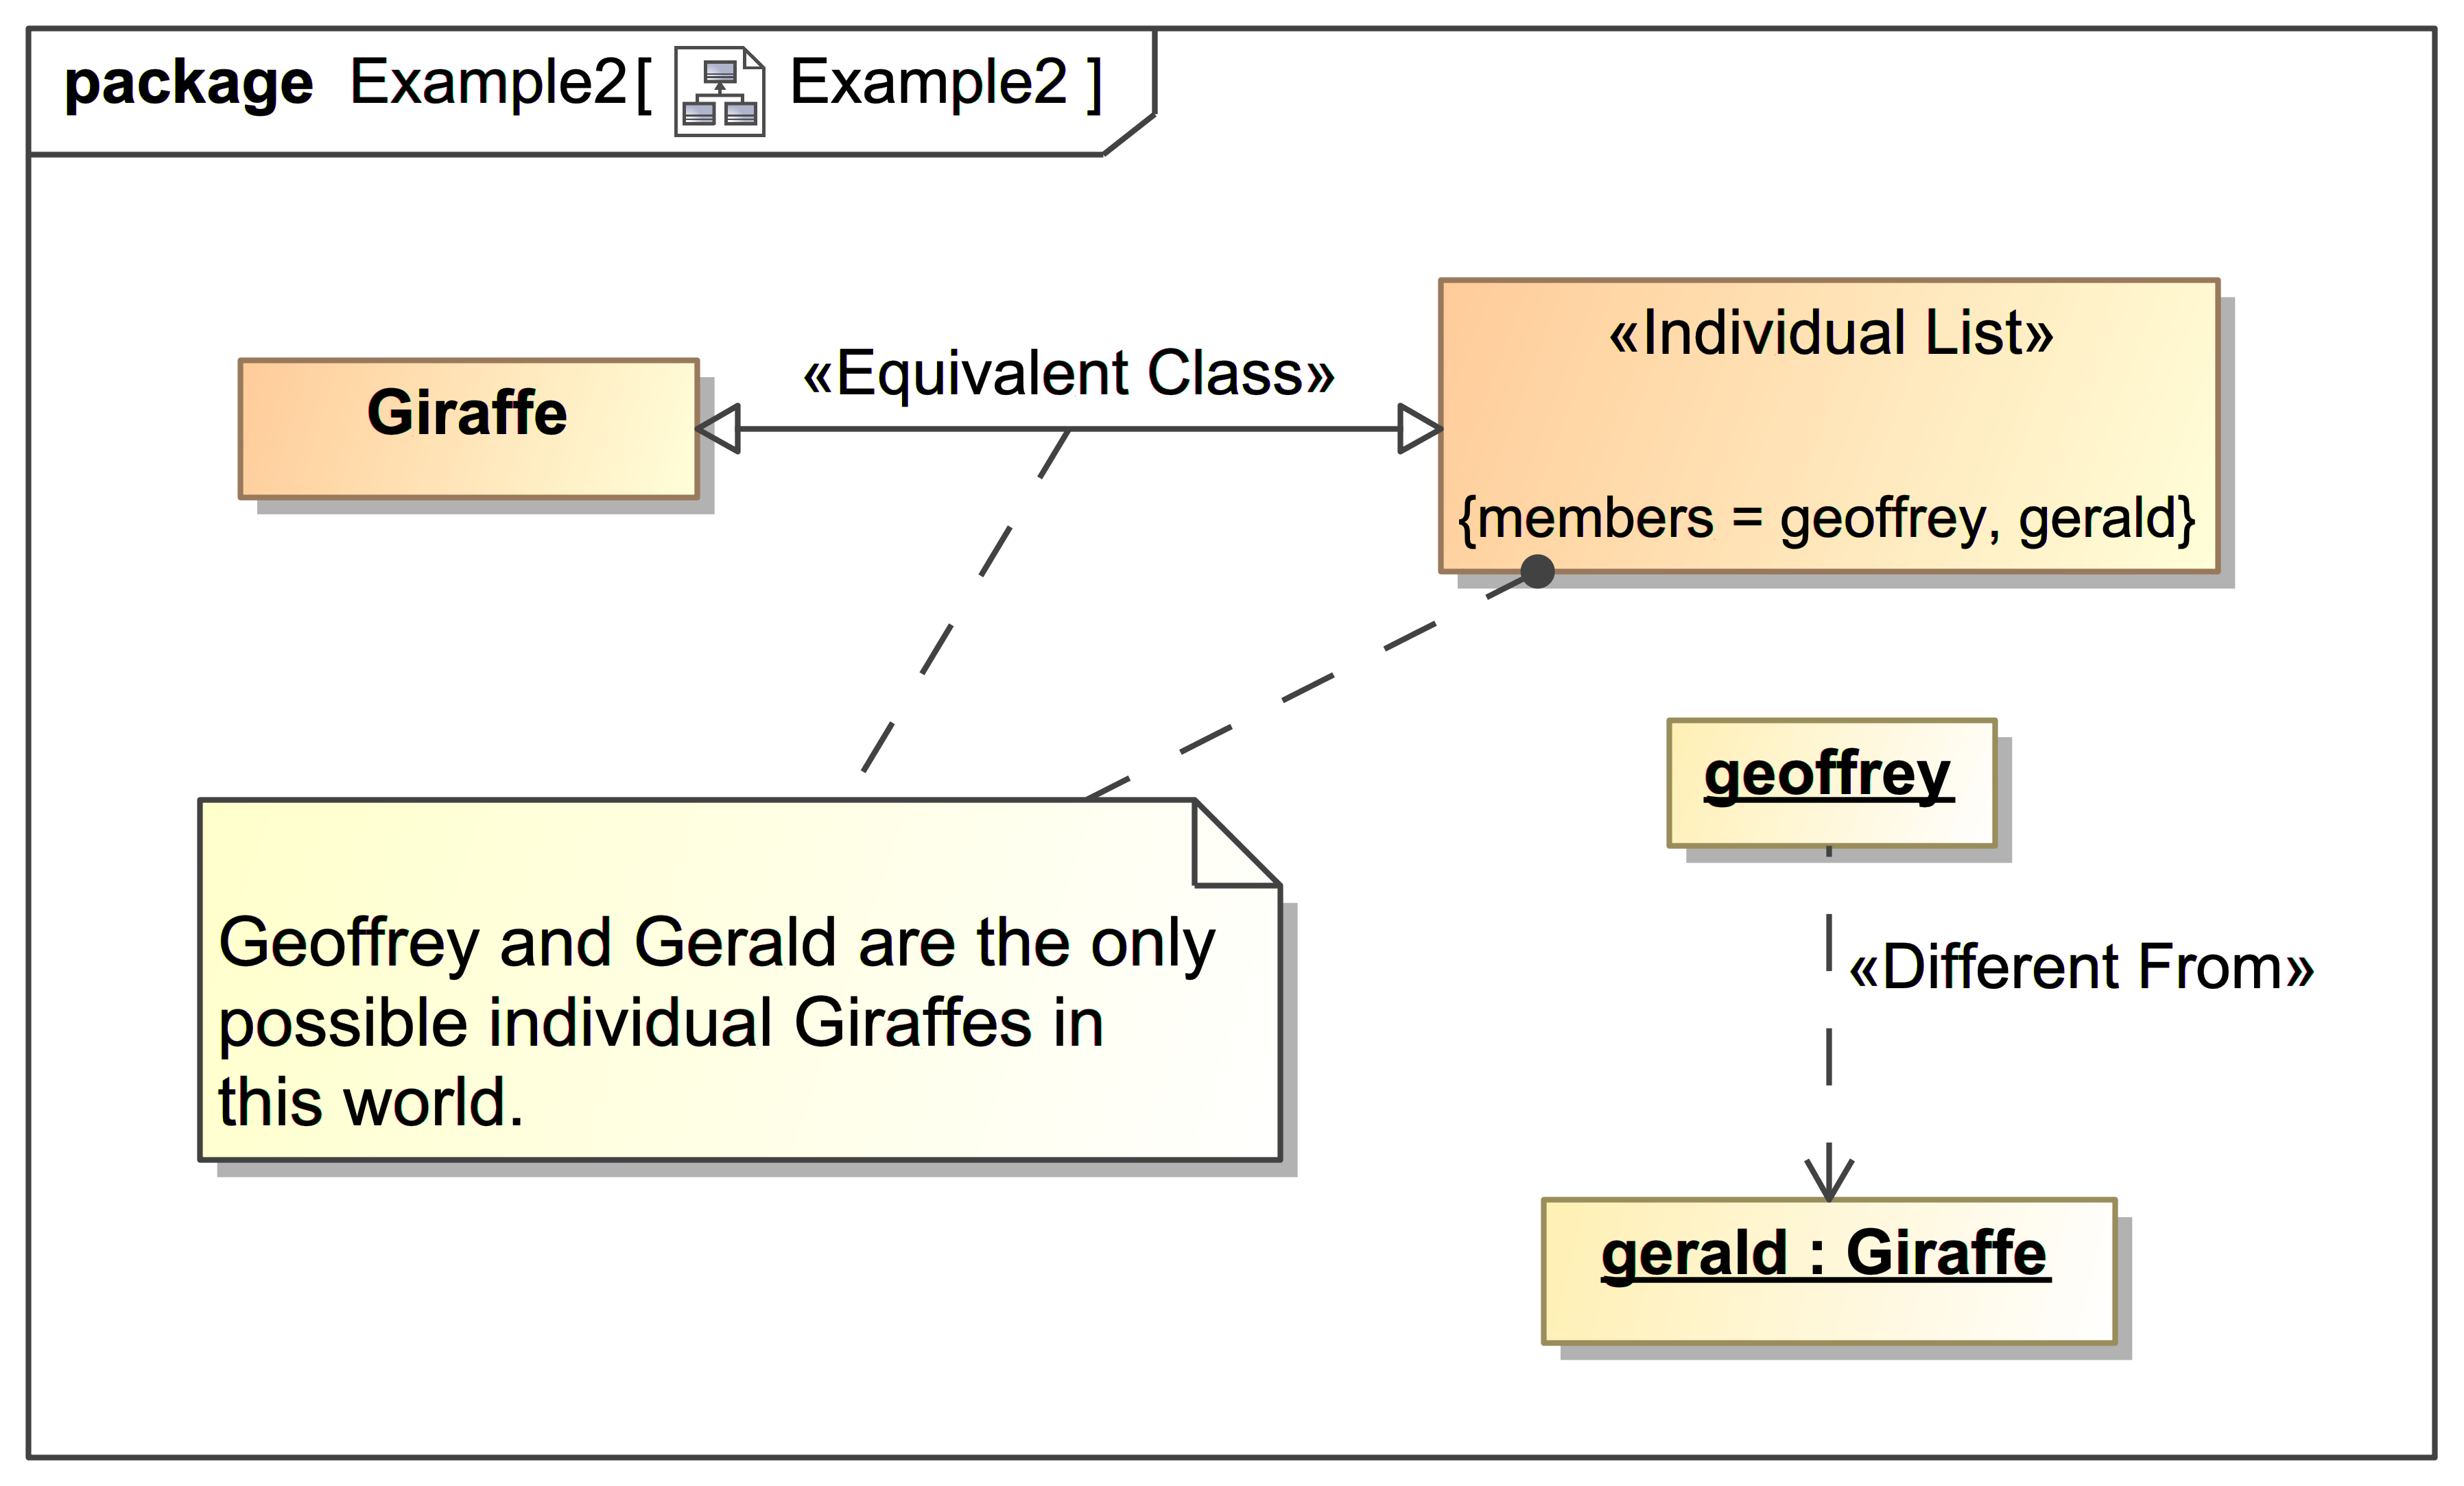 package Example2[ Example2 ]
«Equivalent Class»
Giraffe
«Individual List»
{members = geoffrey, gerald}
geoffrey
«Different From»
gerald : Giraffe
Geoffrey and Gerald are the only
possible individual Giraffes in
this world.